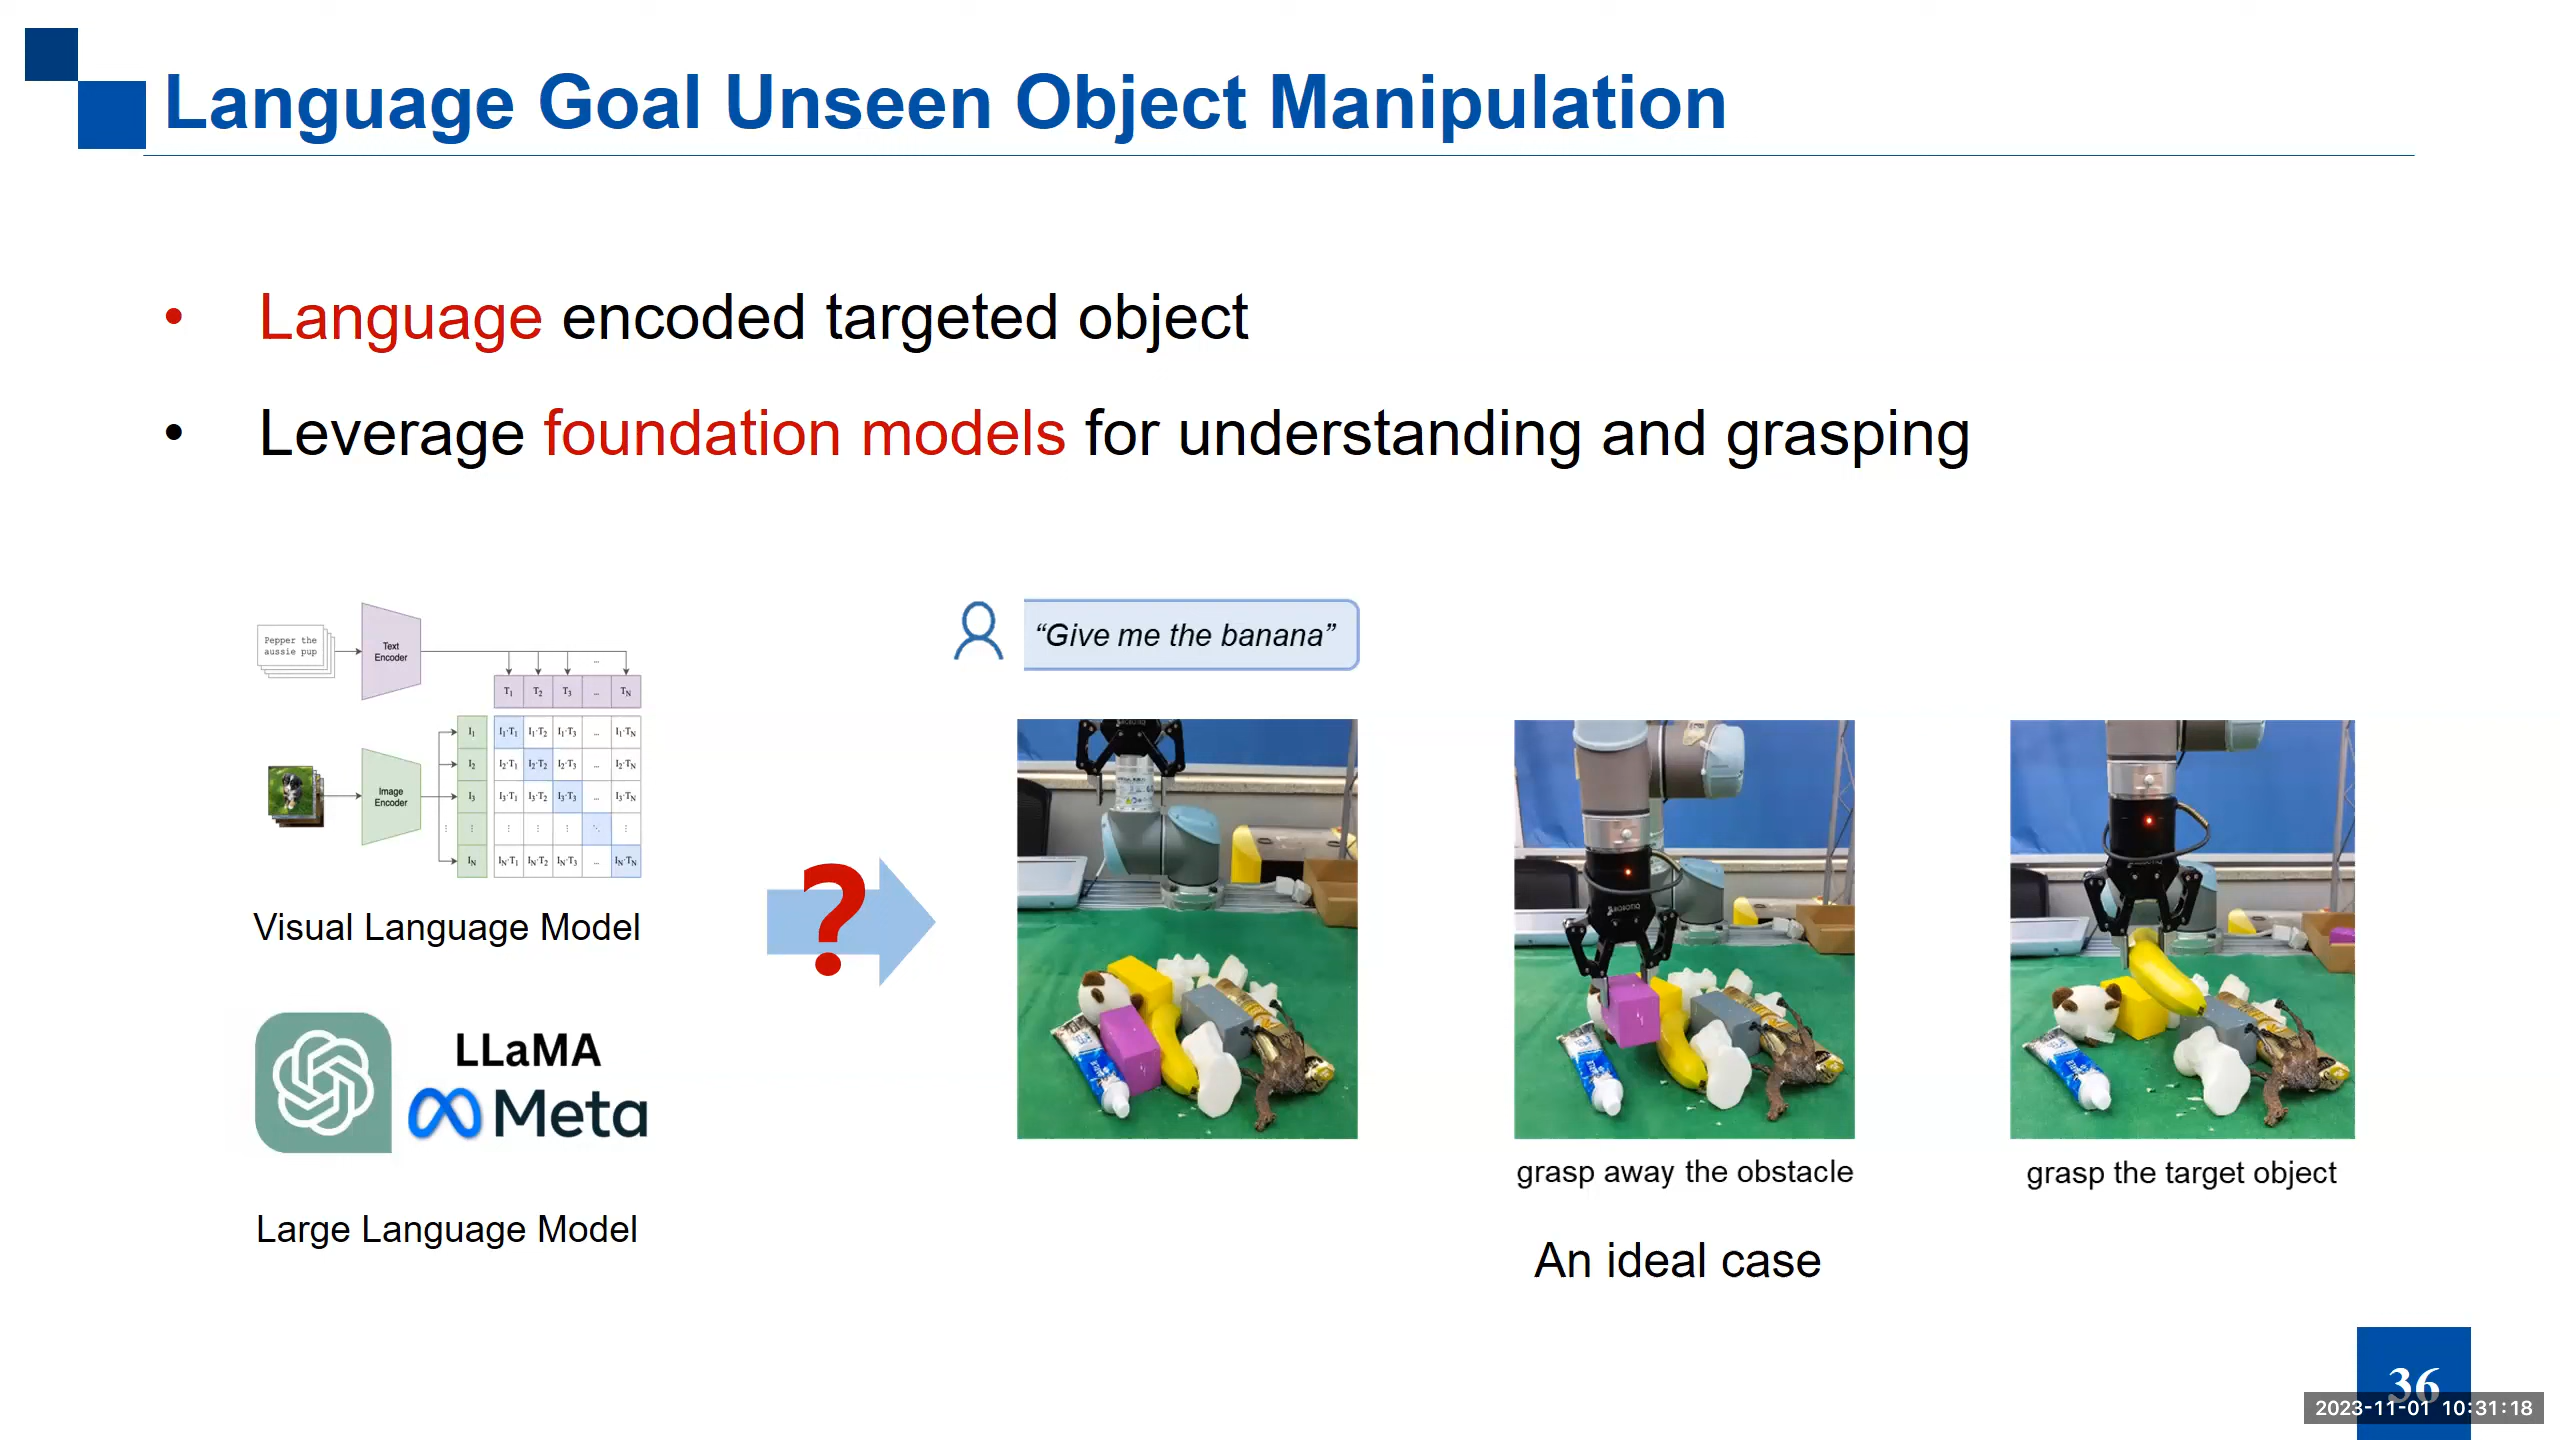 Language Goal Unseen Object Manipulation
• Language encoded targeted object
• Leverage foundation models for understanding and grasping
Pepper the
aussie pup
Text
Encoder
...
T1 T2 T3 ... TN
Image
Encoder
I1 I1·T1 I1·T2 I1·T3 ... I1·TN
I2 I2·T1 I2·T2 I2·T3 ... I2·TN
I3 I3·T1 I3·T2 I3·T3 ... I3·TN
⋮ ⋮ ⋮ ⋮ ⋮ ⋱ ⋮
IN IN·T1 IN·T2 IN·T3 ... IN·TN
Visual Language Model
LLaMA
Meta
Large Language Model
?
“Give me the banana”
ROBOTIQ
grasp away the obstacle
grasp the target object
An ideal case
36
2023-11-01 10:31:18